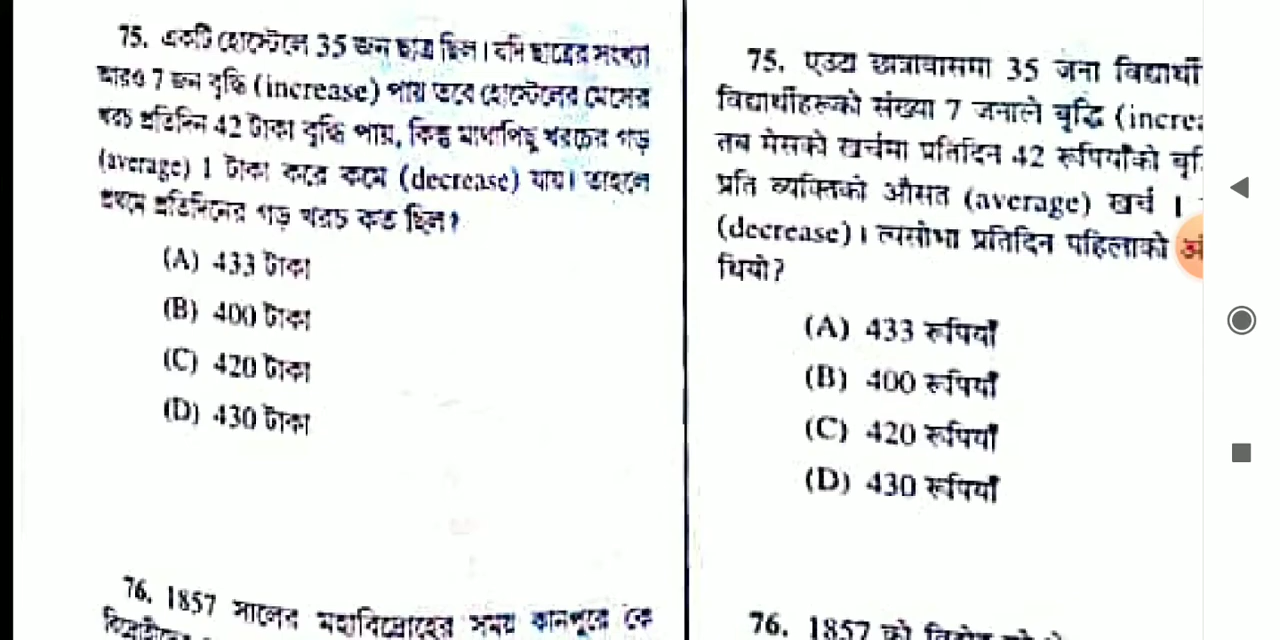 75. একটি হোস্টেলে 35 জন ছাত্র ছিল। যদি ছাত্রের সংখ্যা
আরও 7 জন বৃদ্ধি (increase) পায় তবে হোস্টেলের মেসের
খরচ প্রতিদিন 42 টাকা বৃদ্ধি পায়, কিন্তু মাথাপিছু খরচের গড়
(average) 1 টাকা করে কমে (decrease) যায়। তাহলে
প্রথমে প্রতিদিনের গড় খরচ কত ছিল?
(A) 433 টাকা
(B) 400 টাকা
(C) 420 টাকা
(D) 430 টাকা
76. 1857 সালের মহাবিদ্রোহের সময় কানপুরে কে
75. एउटा छात्रावासमा 35 जना विद्यार्थी
विद्यार्थीहरूको संख्या 7 जनाले वृद्धि (increa
तब मेसको खर्चमा प्रतिदिन 42 रूपियाँको वृ
प्रति व्यक्तिको औसत (average) खर्च 1
(decrease)। त्यसोभा प्रतिदिन पहिलाको
थियो?
(A) 433 रूपियाँ
(B) 400 रूपियाँ
(C) 420 रूपियाँ
(D) 430 रूपियाँ
76. 1857 को